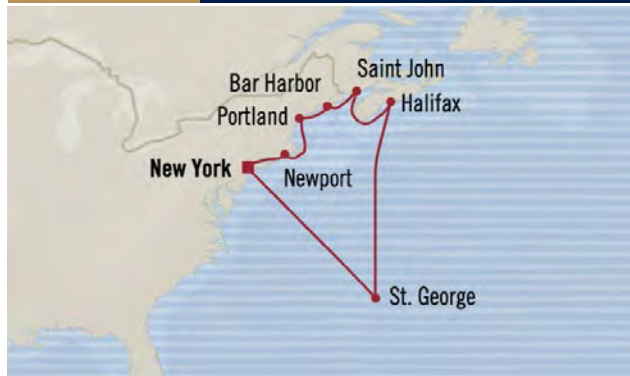 Saint John
Bar Harbor
Halifax
Portland
New York
Newport
St. George